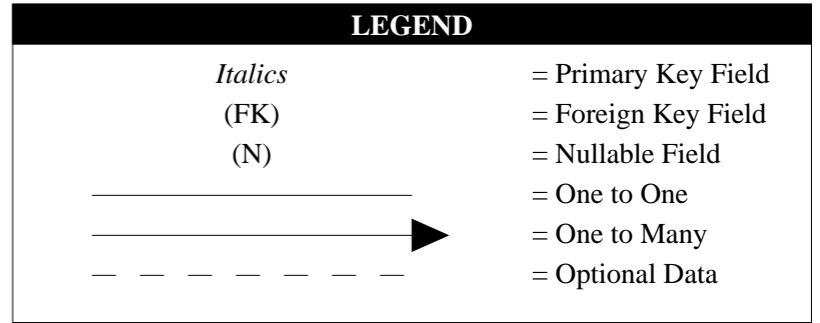 LEGEND
Italics = Primary Key Field
(FK) = Foreign Key Field
(N) = Nullable Field
= One to One
= One to Many
= Optional Data